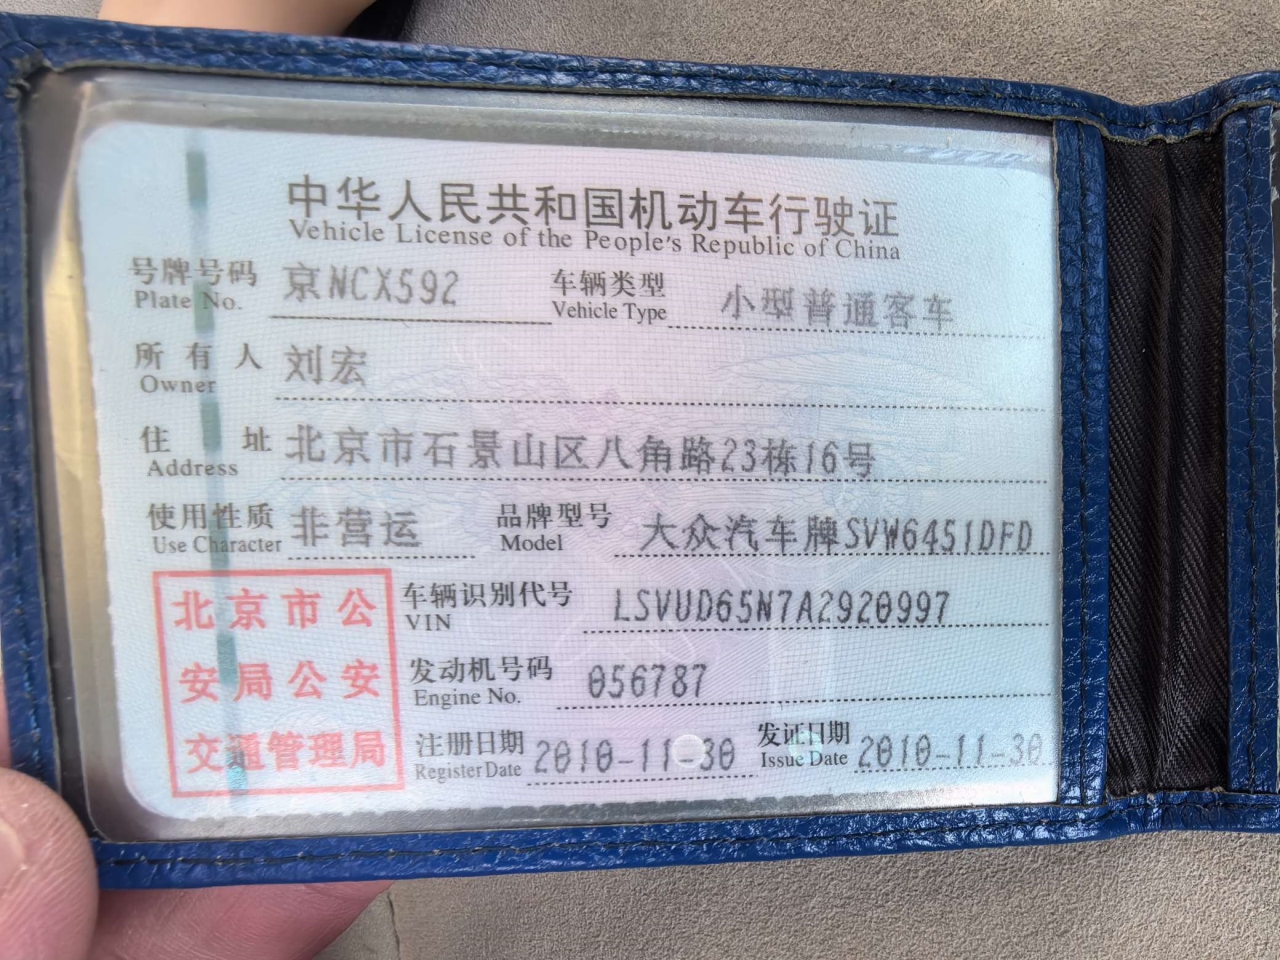 中华人民共和国机动车行驶证
Vehicle License of the People's Republic of China
号牌号码 京NCX592 车辆类型 小型普通客车
Plate No. Vehicle Type
所有人 刘宏
Owner
住址 北京市石景山区八角路23栋16号
Address
使用性质 非营运 品牌型号 大众汽车牌SVW6451DFD
Use Character Model
北京市公
安局公安
交通管理局
车辆识别代号 LSVUD65N7A2920997
VIN
发动机号码 056787
Engine No.
注册日期 2010-11-30 发证日期 2010-11-30
Register Date Issue Date